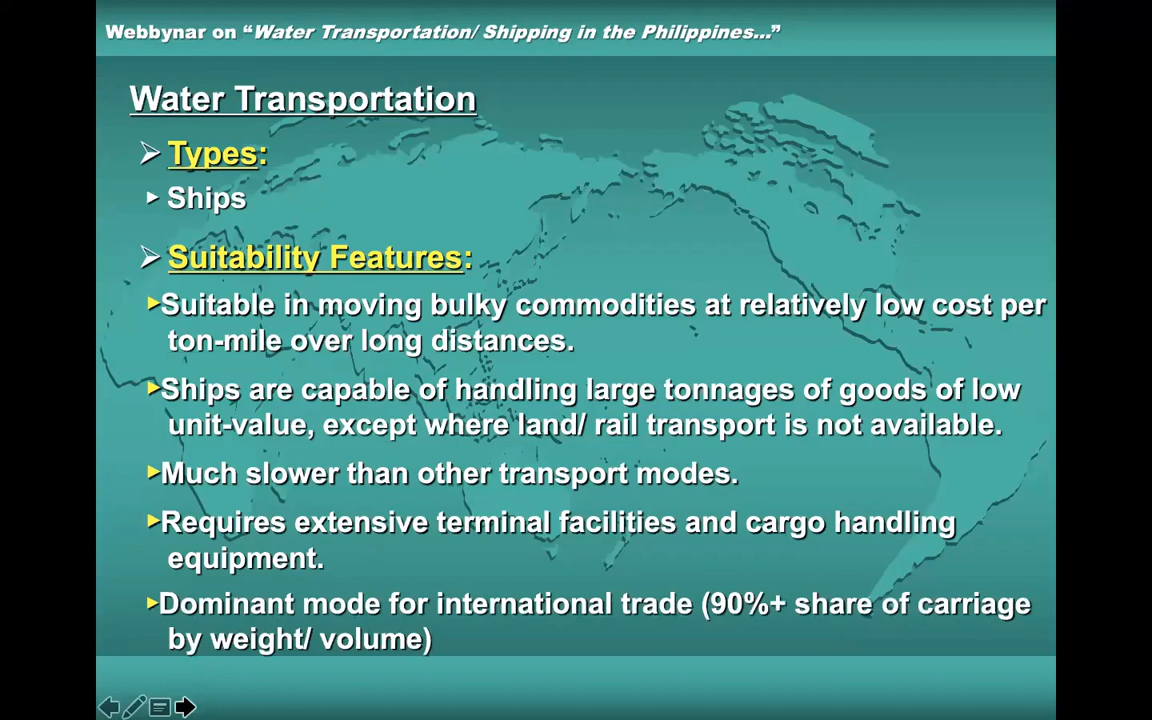 Webbynar on “Water Transportation/ Shipping in the Philippines...”
Water Transportation
Types:
Ships
Suitability Features:
Suitable in moving bulky commodities at relatively low cost per
ton-mile over long distances.
Ships are capable of handling large tonnages of goods of low
unit-value, except where land/ rail transport is not available.
Much slower than other transport modes.
Requires extensive terminal facilities and cargo handling
equipment.
Dominant mode for international trade (90%+ share of carriage
by weight/ volume)